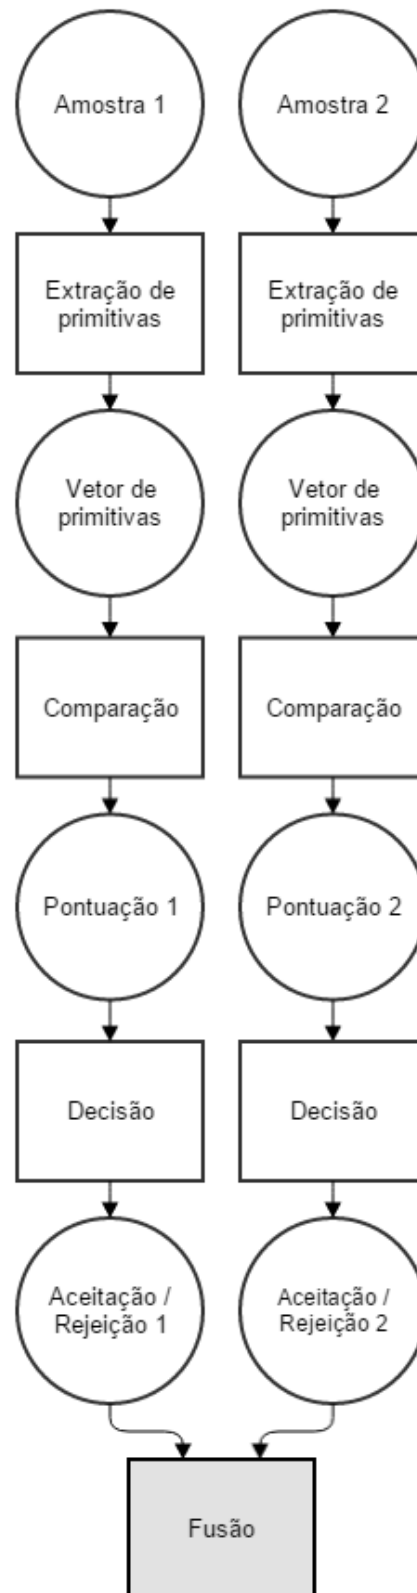 Amostra 1
Amostra 2
Extração de
primitivas
Extração de
primitivas
Vetor de
primitivas
Vetor de
primitivas
Comparação
Comparação
Pontuação 1
Pontuação 2
Decisão
Decisão
Aceitação /
Rejeição 1
Aceitação /
Rejeição 2
Fusão